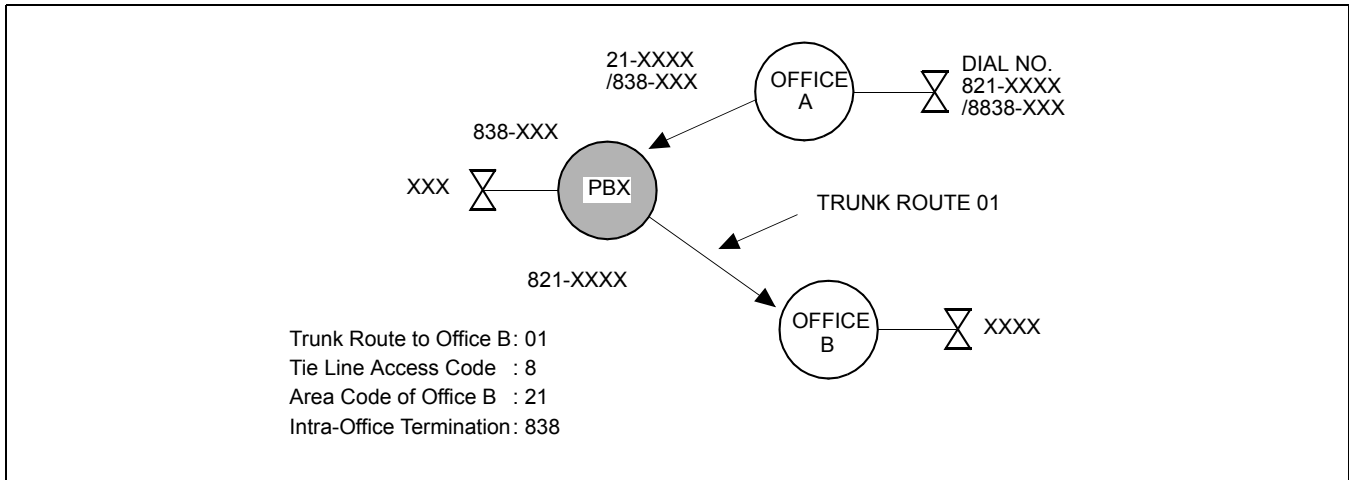 21-XXXX
/838-XXX
OFFICE
A
DIAL NO.
821-XXXX
/8838-XXX
838-XXX
XXX
PBX
TRUNK ROUTE 01
821-XXXX
OFFICE
B
XXXX
Trunk Route to Office B: 01
Tie Line Access Code : 8
Area Code of Office B : 21
Intra-Office Termination: 838